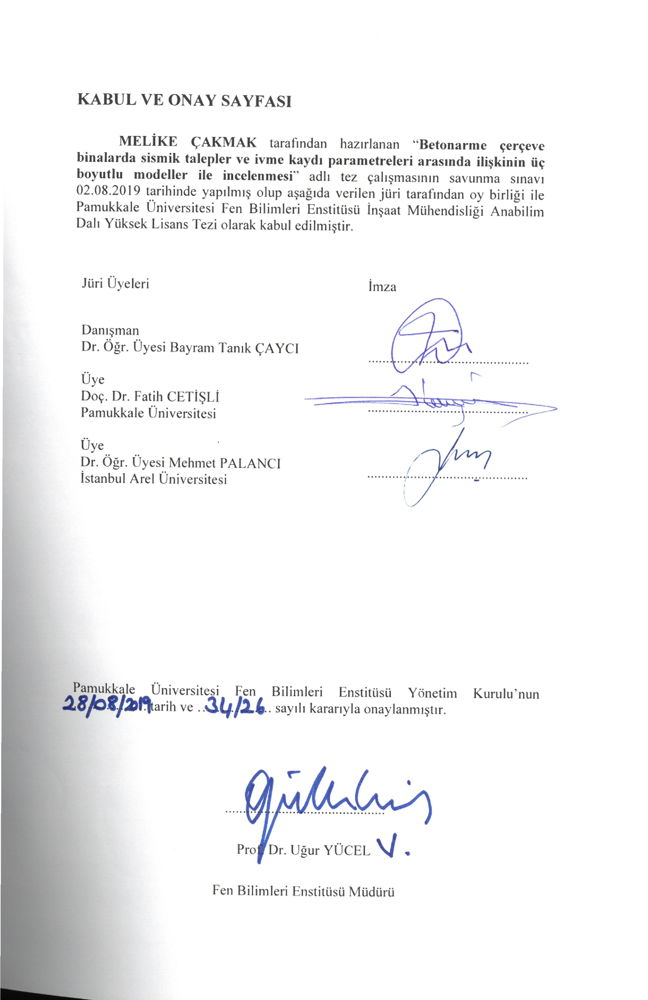 KABUL VE ONAY SAYFASI
MELİKE ÇAKMAK tarafından hazırlanan “Betonarme çerçeve
binalarda sismik talepler ve ivme kaydı parametreleri arasında ilişkinin üç
boyutlu modeller ile incelenmesi” adlı tez çalışmasının savunma sınavı
02.08.2019 tarihinde yapılmış olup aşağıda verilen jüri tarafından oy birliği ile
Pamukkale Üniversitesi Fen Bilimleri Enstitüsü İnşaat Mühendisliği Anabilim
Dalı Yüksek Lisans Tezi olarak kabul edilmiştir.
Jüri Üyeleri İmza
Danışman
Dr. Öğr. Üyesi Bayram Tanık ÇAYCI
Üye
Doç. Dr. Fatih CETİŞLİ
Pamukkale Üniversitesi
Üye
Dr. Öğr. Üyesi Mehmet PALANCI
İstanbul Arel Üniversitesi
Pamukkale Üniversitesi Fen Bilimleri Enstitüsü Yönetim Kurulu’nun
28/08/2019 tarih ve 34/26 sayılı kararıyla onaylanmıştır.
Prof. Dr. Uğur YÜCEL V.
Fen Bilimleri Enstitüsü Müdürü